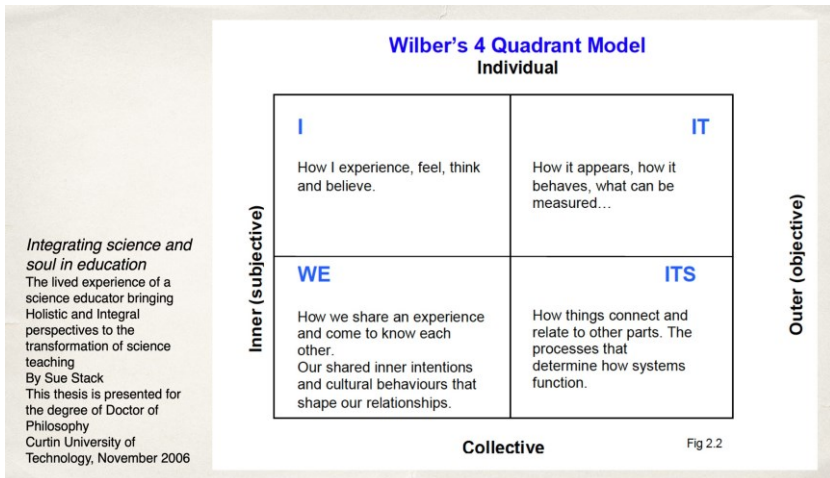 Wilber's 4 Quadrant Model
Individual
I
How I experience, feel, think
and believe.
IT
How it appears, how it
behaves, what can be
measured…
WE
How we share an experience
and come to know each
other.
Our shared inner intentions
and cultural behaviours that
shape our relationships.
ITS
How things connect and
relate to other parts. The
processes that
determine how systems
function.
Inner (subjective)
Outer (objective)
Collective
Fig 2.2
Integrating science and
soul in education
The lived experience of a
science educator bringing
Holistic and Integral
perspectives to the
transformation of science
teaching
By Sue Stack
This thesis is presented for
the degree of Doctor of
Philosophy
Curtin University of
Technology, November 2006